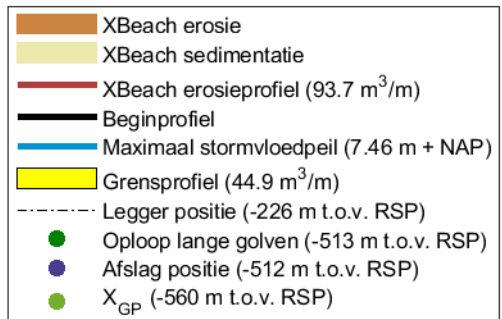 XBeach erosie
XBeach sedimentatie
XBeach erosieprofiel (93.7 m³/m)
Beginprofiel
Maximaal stormvloedpeil (7.46 m + NAP)
Grensprofiel (44.9 m³/m)
Legger positie (-226 m t.o.v. RSP)
Oploop lange golven (-513 m t.o.v. RSP)
Afslag positie (-512 m t.o.v. RSP)
X_GP (-560 m t.o.v. RSP)